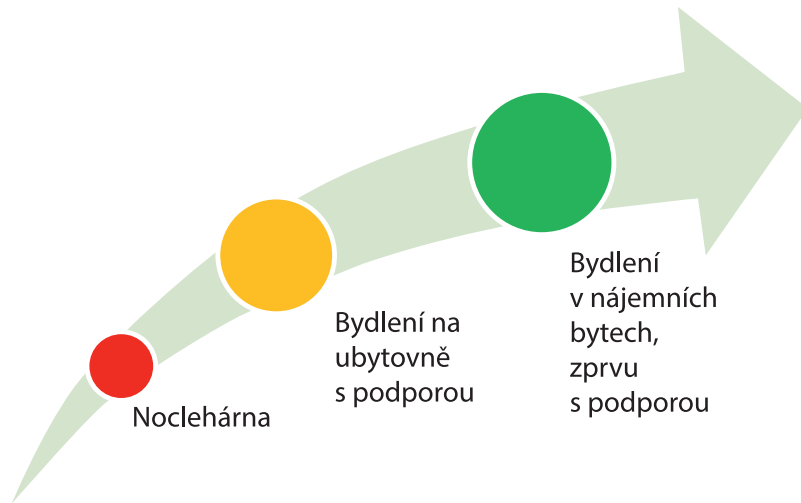 Noclehárna
Bydlení na
ubytovně
s podporou
Bydlení
v nájemních
bytech,
zprvu
s podporou